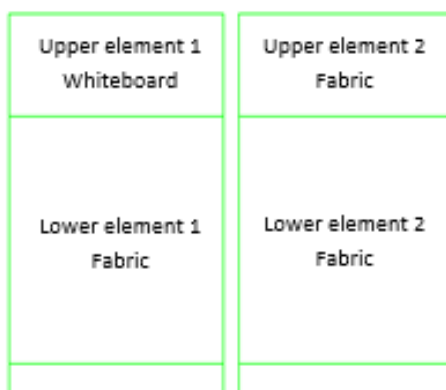 Upper element 1
Whiteboard
Upper element 2
Fabric
Lower element 1
Fabric
Lower element 2
Fabric